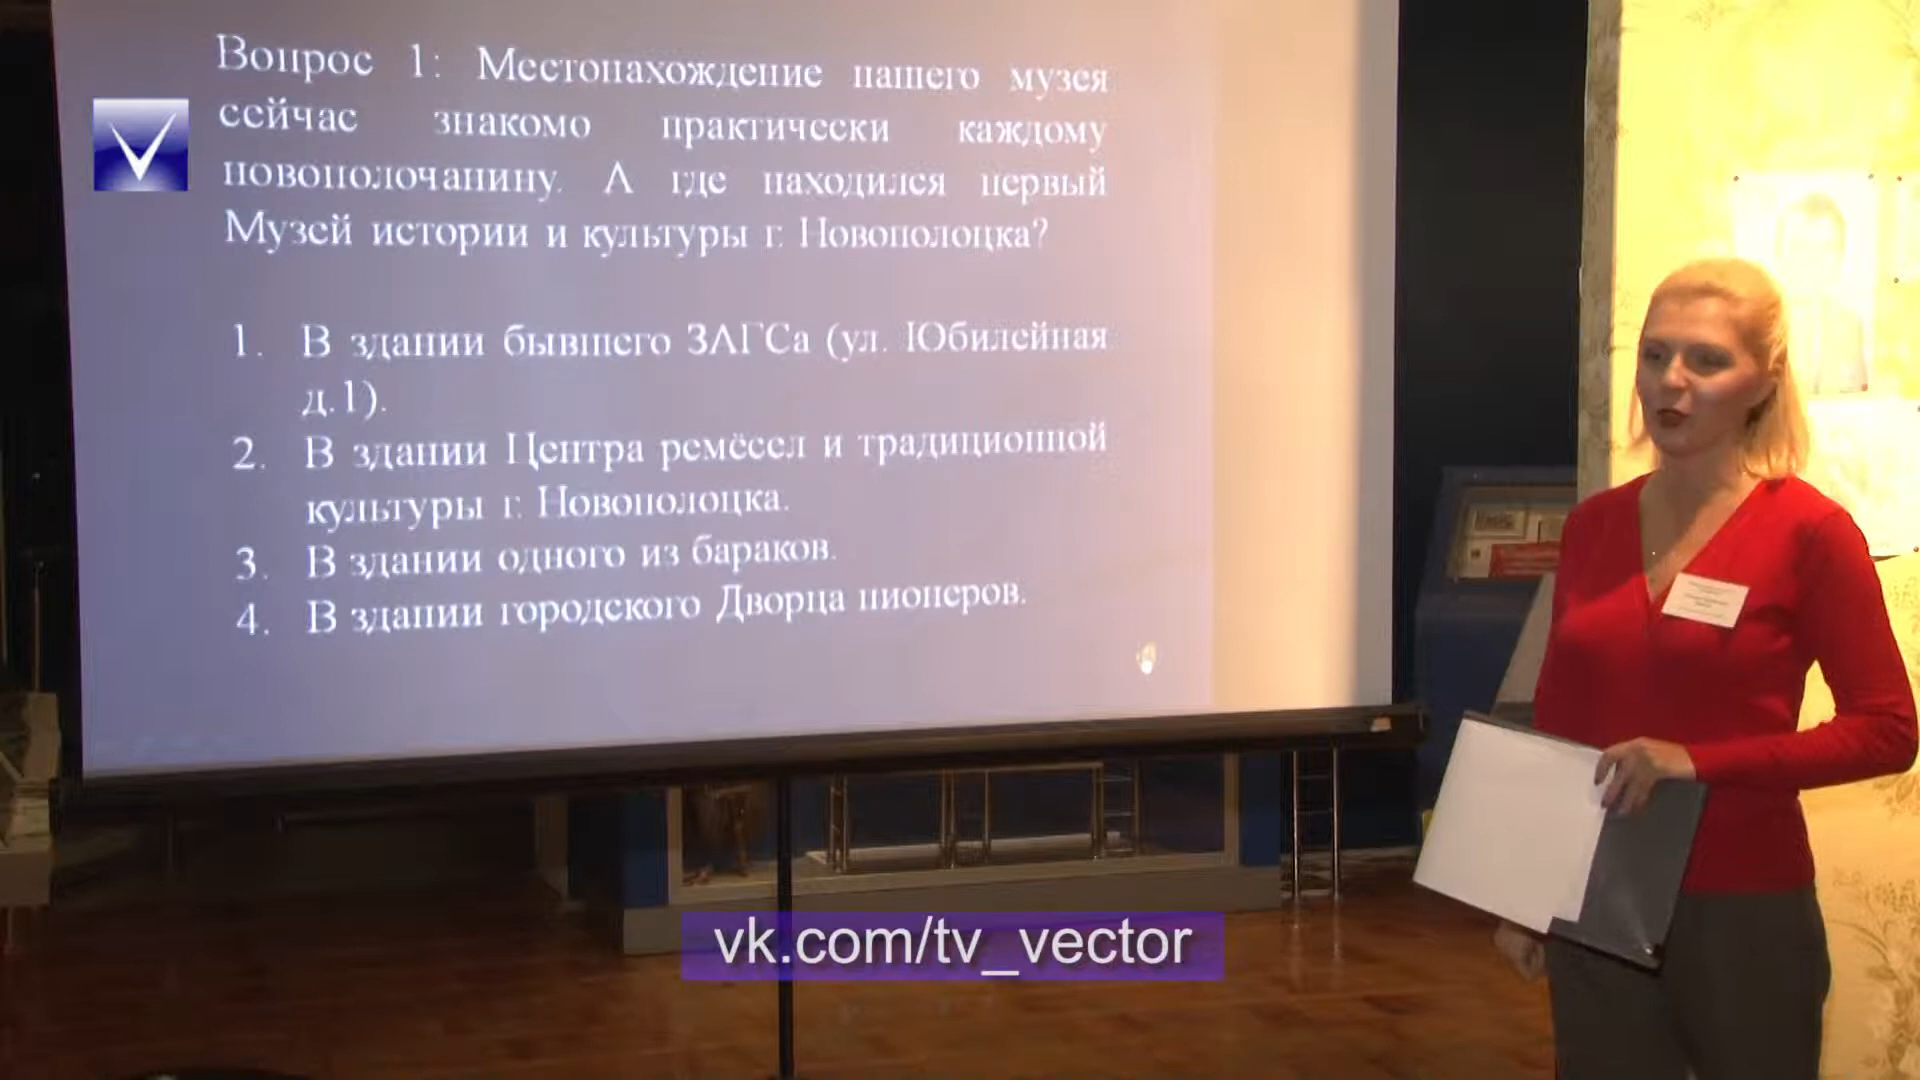 Вопрос 1: Местонахождение нашего музея
сейчас знакомо практически каждому
новополочанину. А где находился первый
Музей истории и культуры г. Новополоцка?
1. В здании бывшего ЗАГСа (ул. Юбилейная
д.1).
2. В здании Центра ремёсел и традиционной
культуры г. Новополоцка.
3. В здании одного из бараков.
4. В здании городского Дворца пионеров.
vk.com/tv_vector